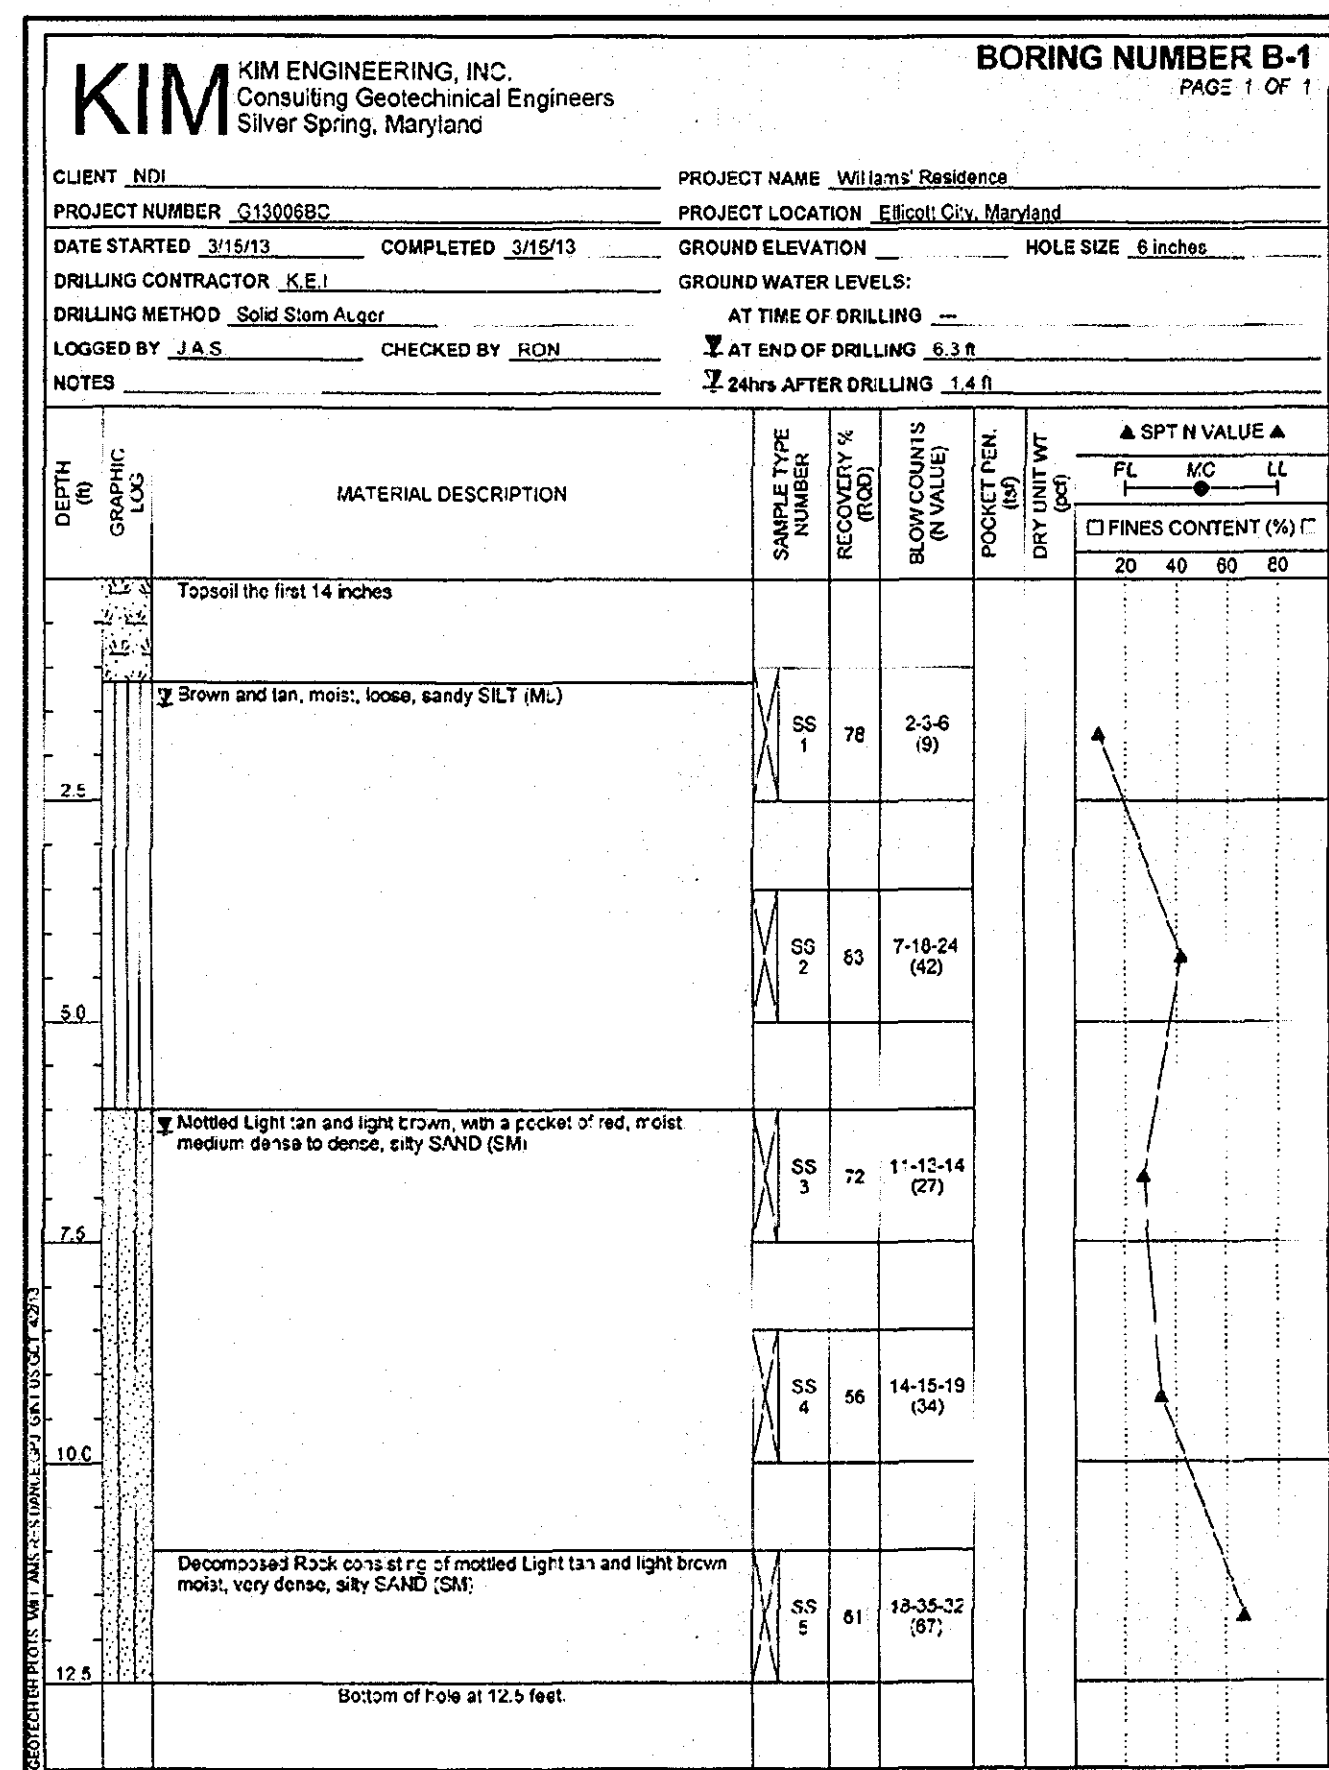 BORING NUMBER B-1
PAGE 1 OF 1
KIM
KIM ENGINEERING, INC.
Consulting Geotechinical Engineers
Silver Spring, Maryland
CLIENT NDI
PROJECT NAME Williams' Residence
PROJECT NUMBER
PROJECT LOCATION Ellicott City, Maryland
DATE STARTED 3/15/13 COMPLETED 3/15/13
GROUND ELEVATION HOLE SIZE 6 inches
DRILLING CONTRACTOR K.E.I
GROUND WATER LEVELS:
DRILLING METHOD Solid Stem Auger
AT TIME OF DRILLING ---
LOGGED BY J.A.S. CHECKED BY RON
AT END OF DRILLING 6.3 ft
NOTES
24hrs AFTER DRILLING 1.4 ft
DEPTH (ft)
GRAPHIC LOG
MATERIAL DESCRIPTION
SAMPLE TYPE NUMBER
RECOVERY % (RQD)
BLOW COUNTS (N VALUE)
POCKET PEN. (tsf)
DRY UNIT WT (pcf)
▲ SPT N VALUE ▲
PL MC LL
□ FINES CONTENT (%) □
20 40 60 80
Topsoil the first 14 inches
Brown and tan, moist, loose, sandy SILT (ML)
SS 1 78 2-3-6 (9)
2.5
SS 2 83 7-18-24 (42)
5.0
Mottled Light tan and light brown, with a pocket of red, moist,
medium dense to dense, silty SAND (SM)
SS 3 72 11-13-14 (27)
7.5
SS 4 56 14-15-19 (34)
10.0
Decomposed Rock consisting of mottled Light tan and light brown
moist, very dense, silty SAND (SM)
SS 5 61 18-35-32 (67)
12.5
Bottom of hole at 12.5 feet.